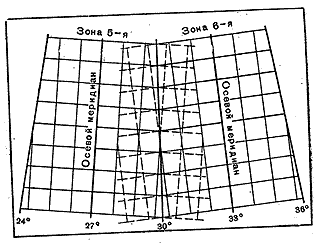 Зона 5-я
Зона 6-я
Осевой меридиан
Осевой меридиан
24°
27°
30°
33°
36°